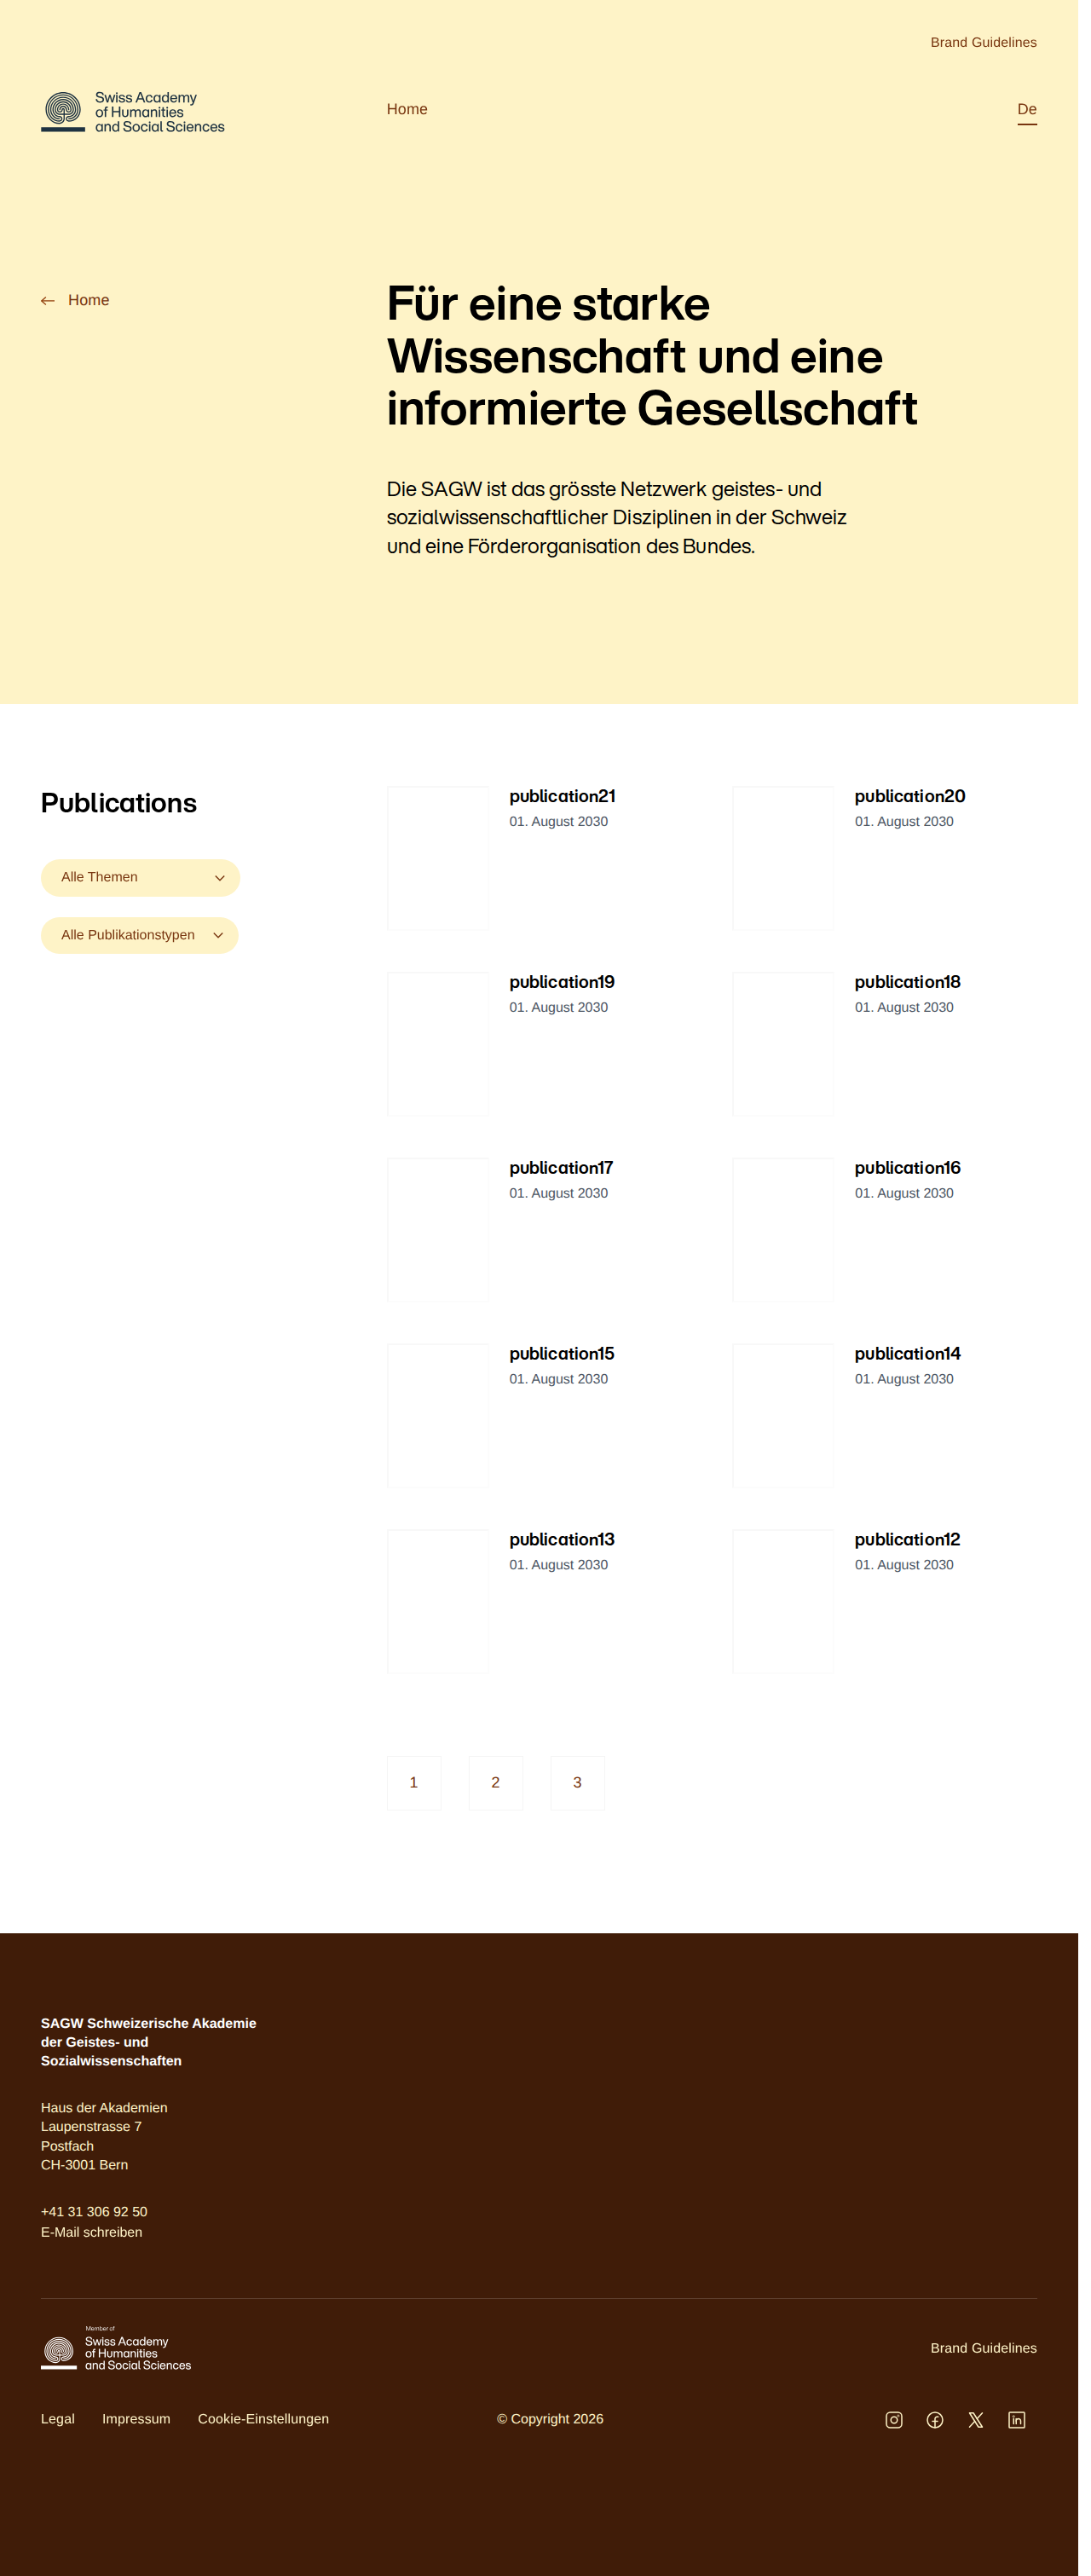 Brand Guidelines
Swiss Academy
of Humanities
and Social Sciences
Home
De
Home
Für eine starke
Wissenschaft und eine
informierte Gesellschaft
Die SAGW ist das grösste Netzwerk geistes- und
sozialwissenschaftlicher Disziplinen in der Schweiz
und eine Förderorganisation des Bundes.
Publications
Alle Themen
Alle Publikationstypen
publication21
01. August 2030
publication20
01. August 2030
publication19
01. August 2030
publication18
01. August 2030
publication17
01. August 2030
publication16
01. August 2030
publication15
01. August 2030
publication14
01. August 2030
publication13
01. August 2030
publication12
01. August 2030
1
2
3
SAGW Schweizerische Akademie
der Geistes- und
Sozialwissenschaften
Haus der Akademien
Laupenstrasse 7
Postfach
CH-3001 Bern
+41 31 306 92 50
E-Mail schreiben
Member of
Swiss Academy
of Humanities
and Social Sciences
Brand Guidelines
Legal
Impressum
Cookie-Einstellungen
© Copyright 2026